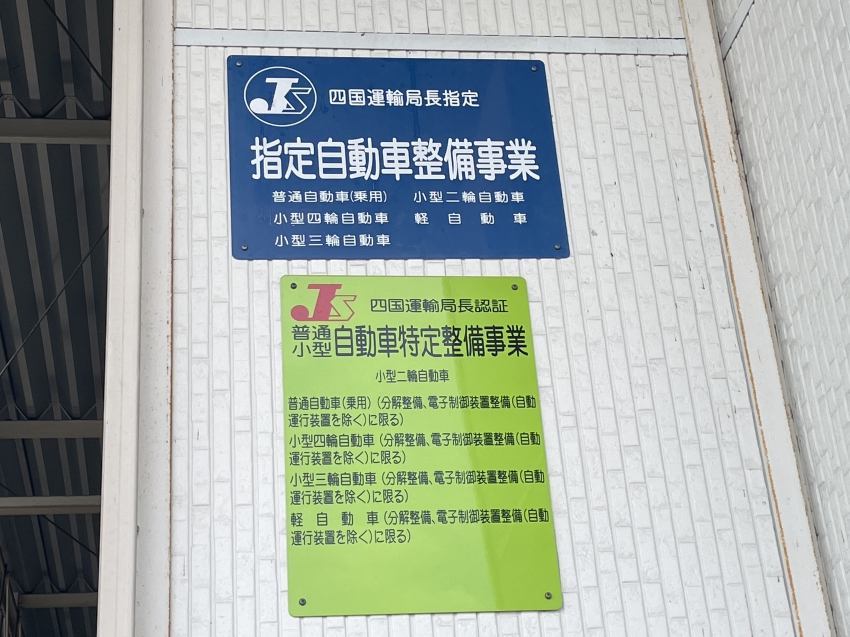 JS 四国運輸局長指定
指定自動車整備事業
普通自動車(乗用) 小型二輪自動車
小型四輪自動車 軽自動車
小型三輪自動車
JS 四国運輸局長認証
普通
小型 自動車特定整備事業
小型二輪自動車
普通自動車(乗用)(分解整備、電子制御装置整備(自動
運行装置を除く)に限る)
小型四輪自動車(分解整備、電子制御装置整備(自動
運行装置を除く)に限る)
小型三輪自動車(分解整備、電子制御装置整備(自動
運行装置を除く)に限る)
軽自動車(分解整備、電子制御装置整備(自動
運行装置を除く)に限る)